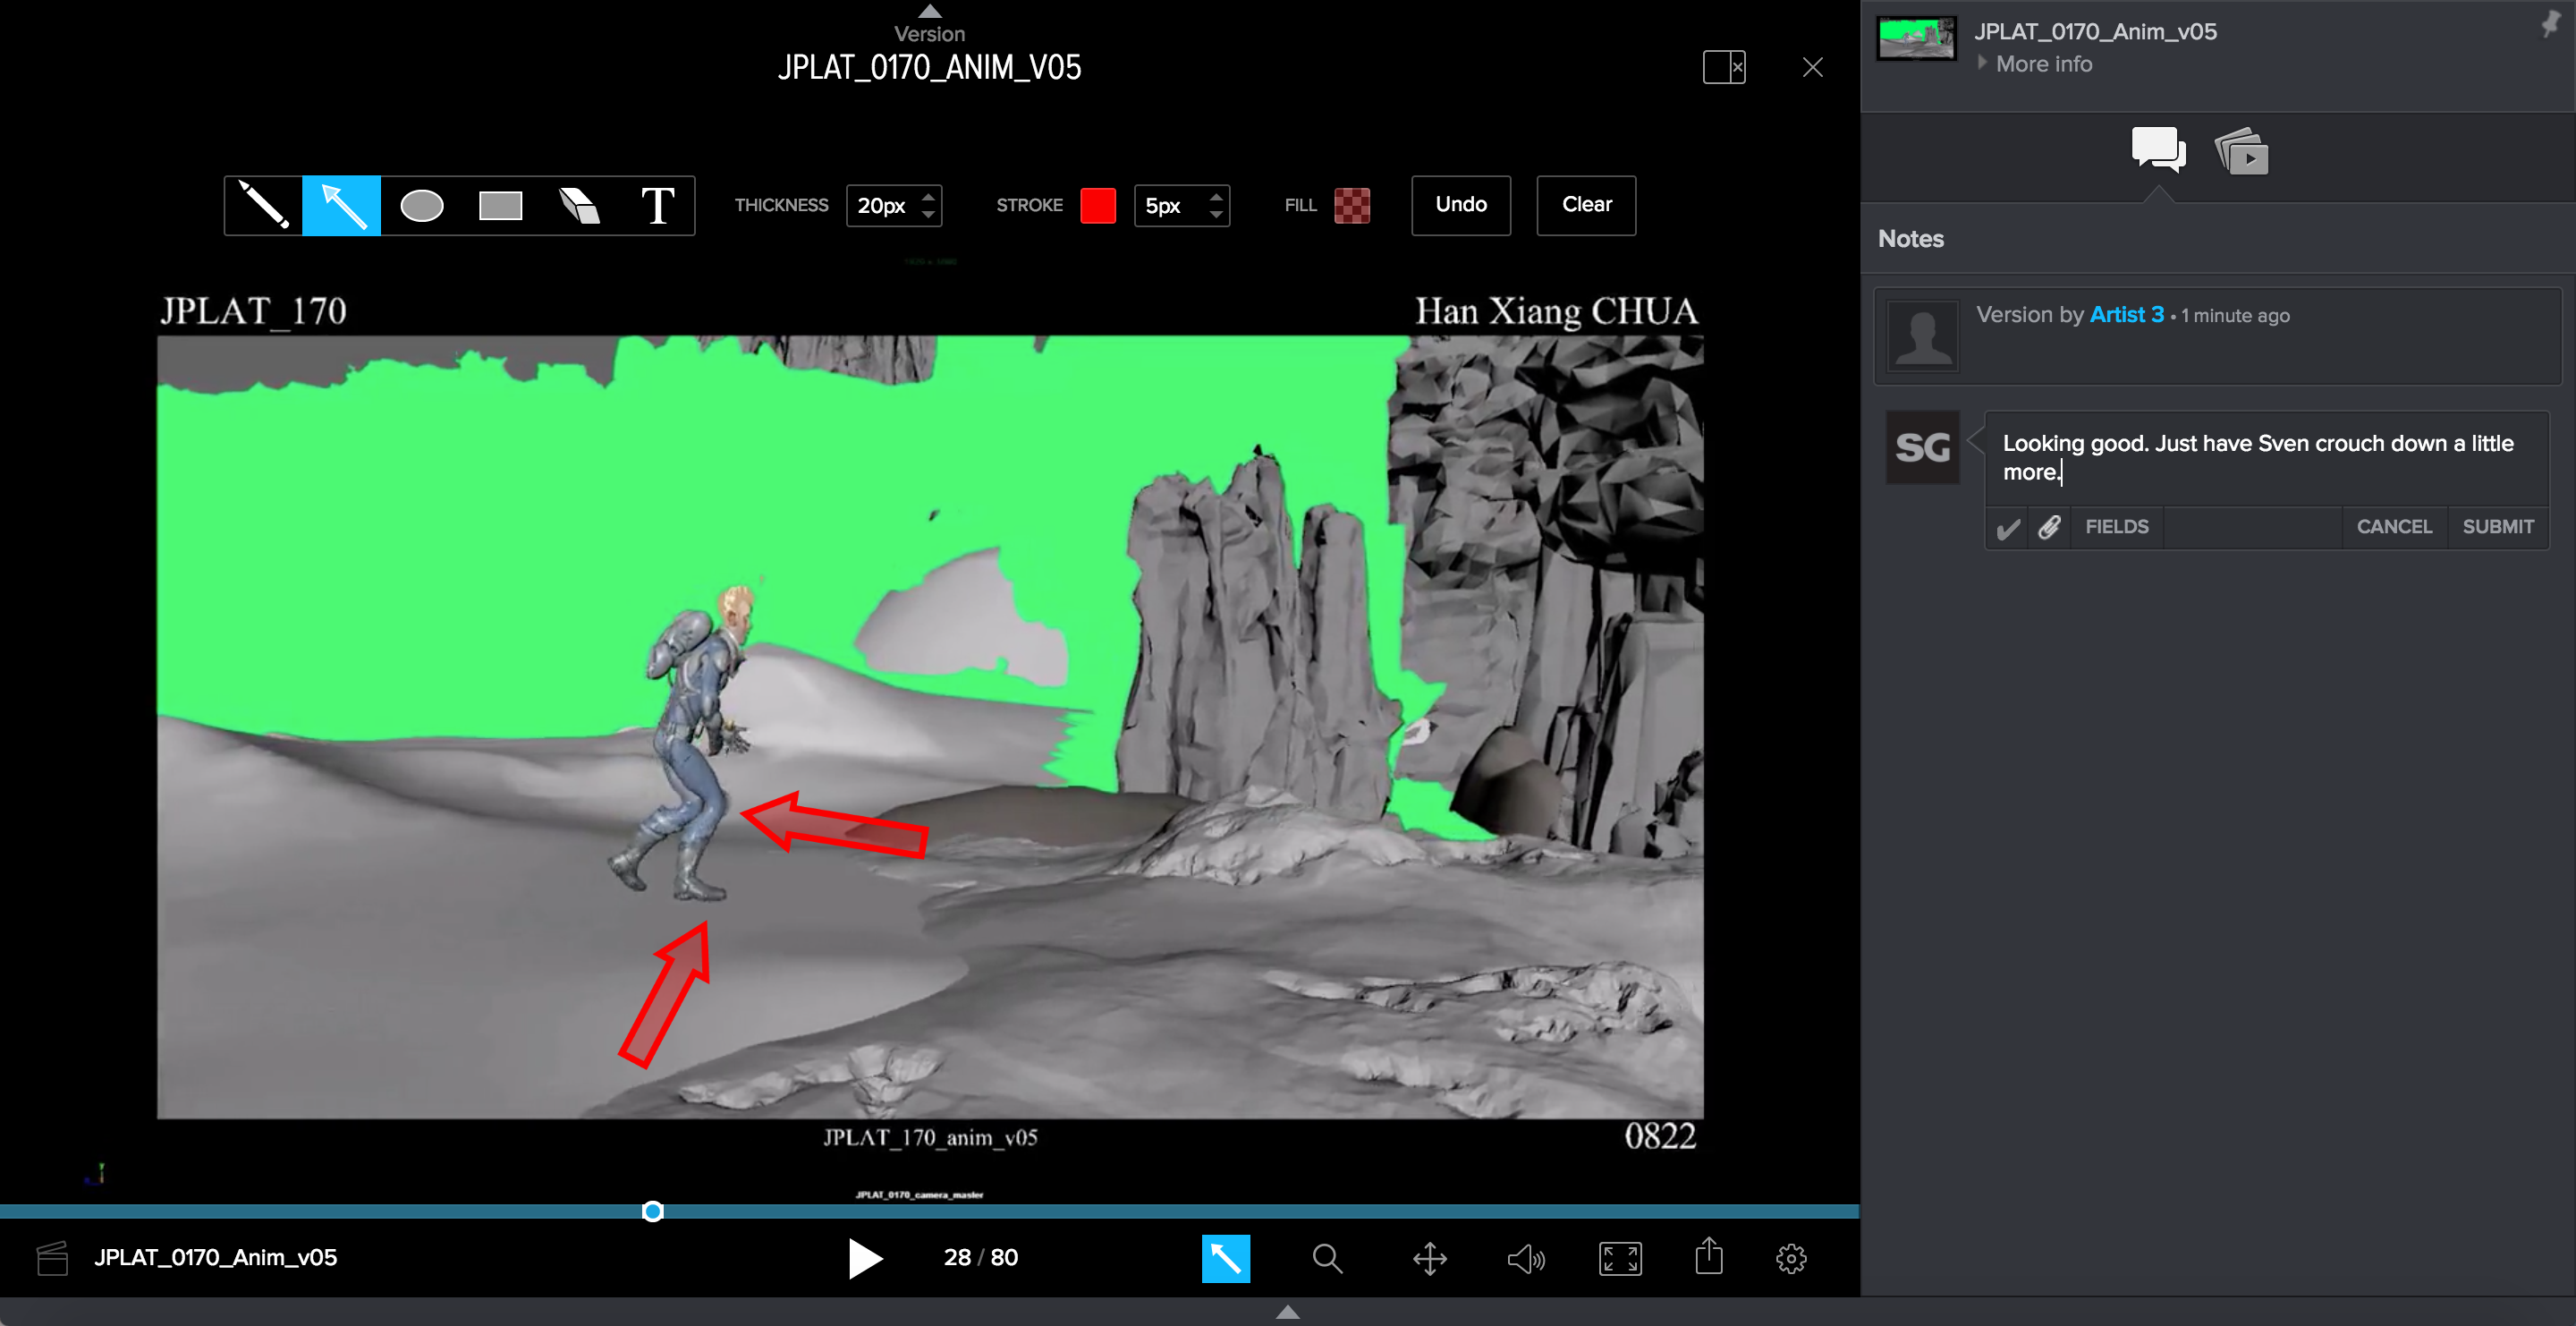 Version
JPLAT_0170_ANIM_V05
T
THICKNESS
20px
STROKE
5px
FILL
Undo
Clear
JPLAT_170
Han Xiang CHUA
JPLAT_170_anim_v05
0822
JPLAT_0170_camera_master
JPLAT_0170_Anim_v05
28 / 80
JPLAT_0170_Anim_v05
More info
Notes
Version by Artist 3 • 1 minute ago
SG
Looking good. Just have Sven crouch down a little
more.
FIELDS
CANCEL
SUBMIT